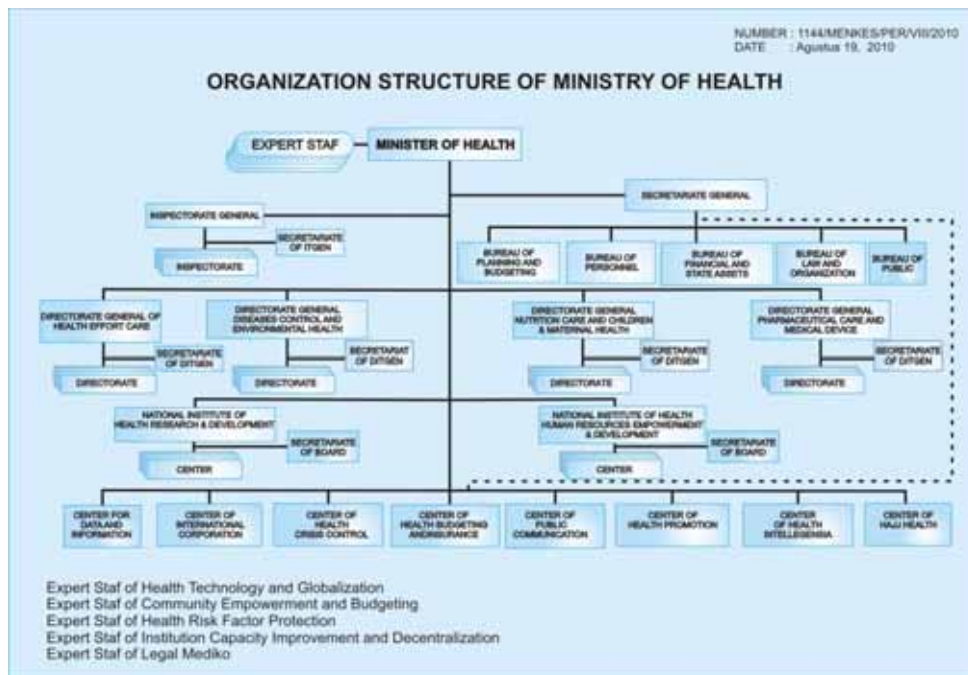 NUMBER : 1144/MENKES/PER/VIII/2010
DATE : Agustus 19, 2010
ORGANIZATION STRUCTURE OF MINISTRY OF HEALTH
EXPERT STAF
MINISTER OF HEALTH
SECRETARIATE GENERAL
INSPECTORATE GENERAL
SECRETARIATE
OF ITGEN
INSPECTORATE
BUREAU OF
PLANNING AND
BUDGETING
BUREAU OF
PERSONNEL
BUREAU OF
FINANCIAL AND
STATE ASSETS
BUREAU OF
LAW AND
ORGANIZATION
BUREAU OF
PUBLIC
DIRECTORATE GENERAL OF
HEALTH EFFORT CARE
SECRETARIATE
OF DITGEN
DIRECTORATE
DIRECTORATE GENERAL
DISEASES CONTROL AND
ENVIRONMENTAL HEALTH
SECRETARIAT
OF DITGEN
DIRECTORATE
DIRECTORATE GENERAL
NUTRITION CARE AND CHILDREN
& MATERNAL HEALTH
SECRETARIATE
OF DITGEN
DIRECTORATE
DIRECTORATE GENERAL
PHARMACEUTICAL CARE AND
MEDICAL DEVICE
SECRETARIATE
OF DITGEN
DIRECTORATE
NATIONAL INSTITUTE OF
HEALTH RESEARCH & DEVELOPMENT
SECRETARIATE
OF BOARD
CENTER
NATIONAL INSTITUTE OF HEALTH
HUMAN RESOURCES EMPOWERMENT
& DEVELOPMENT
SECRETARIATE
OF BOARD
CENTER
CENTER FOR
DATA AND
INFORMATION
CENTER OF
INTERNATIONAL
CORPORATION
CENTER OF
HEALTH
CRISIS CONTROL
CENTER OF
HEALTH BUDGETING
ANDINSURANCE
CENTER OF
PUBLIC
COMMUNICATION
CENTER OF
HEALTH PROMOTION
CENTER
OF HEALTH
INTELLEGENSIA
CENTER OF
HAJJ HEALTH
Expert Staf of Health Technology and Globalization
Expert Staf of Community Empowerment and Budgeting
Expert Staf of Health Risk Factor Protection
Expert Staf of Institution Capacity Improvement and Decentralization
Expert Staf of Legal Mediko